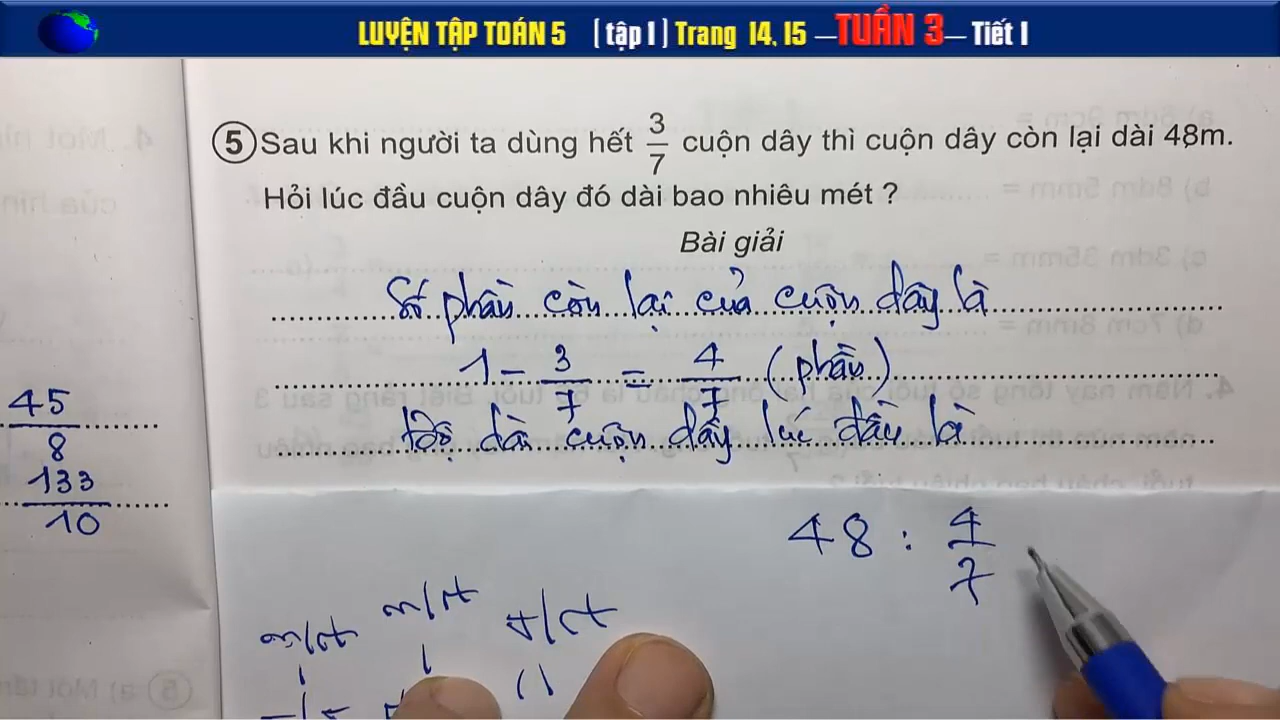 LUYỆN TẬP TOÁN 5 ( tập 1 ) Trang 14, 15 – TUẦN 3 – Tiết 1
5 Sau khi người ta dùng hết 3/7 cuộn dây thì cuộn dây còn lại dài 48m.
Hỏi lúc đầu cuộn dây đó dài bao nhiêu mét ?
Bài giải
Số phần còn lại của cuộn dây là
1 - 3/7 = 4/7 (phần)
Độ dài cuộn dây lúc đầu là
45/8
133/10
48 : 4/7